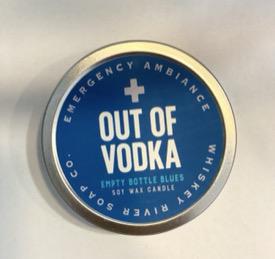 EMERGENCY AMBIANCE
OUT OF
VODKA
EMPTY BOTTLE BLUES
SOY WAX CANDLE
WHISKEY RIVER SOAP CO.